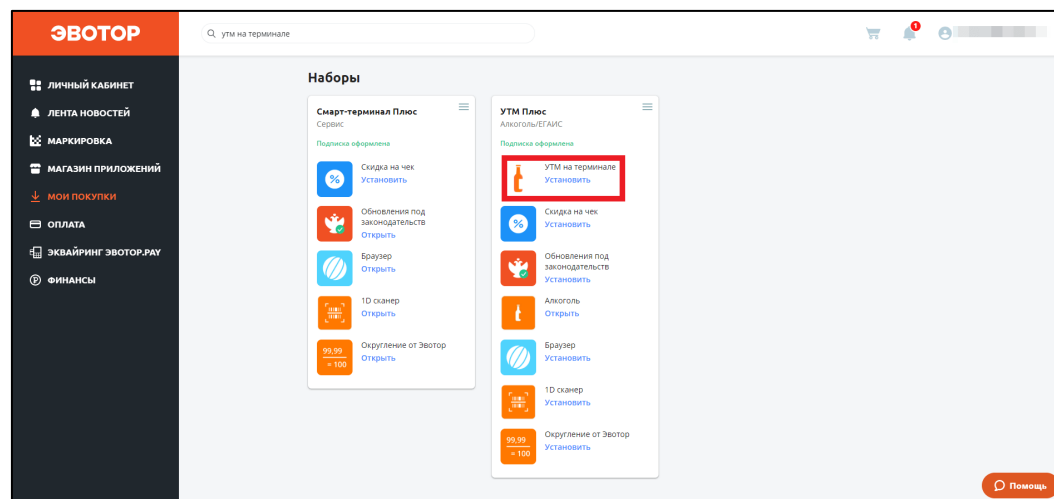 ЭВОТОР
утм на терминале
1
ЛИЧНЫЙ КАБИНЕТ
ЛЕНТА НОВОСТЕЙ
МАРКИРОВКА
МАГАЗИН ПРИЛОЖЕНИЙ
МОИ ПОКУПКИ
ОПЛАТА
ЭКВАЙРИНГ ЭВОТОР.PAY
ФИНАНСЫ
Наборы
Смарт-терминал Плюс
Сервис
Подписка оформлена
%
Скидка на чек
Установить
Обновления под
законодательств
Открыть
Браузер
Открыть
1D сканер
Открыть
99,99
= 100
Округление от Эвотор
Открыть
УТМ Плюс
Алкоголь/ЕГАИС
Подписка оформлена
УТМ на терминале
Установить
%
Скидка на чек
Установить
Обновления под
законодательств
Установить
Алкоголь
Открыть
Браузер
Установить
1D сканер
Установить
99,99
= 100
Округление от Эвотор
Установить
Помощь